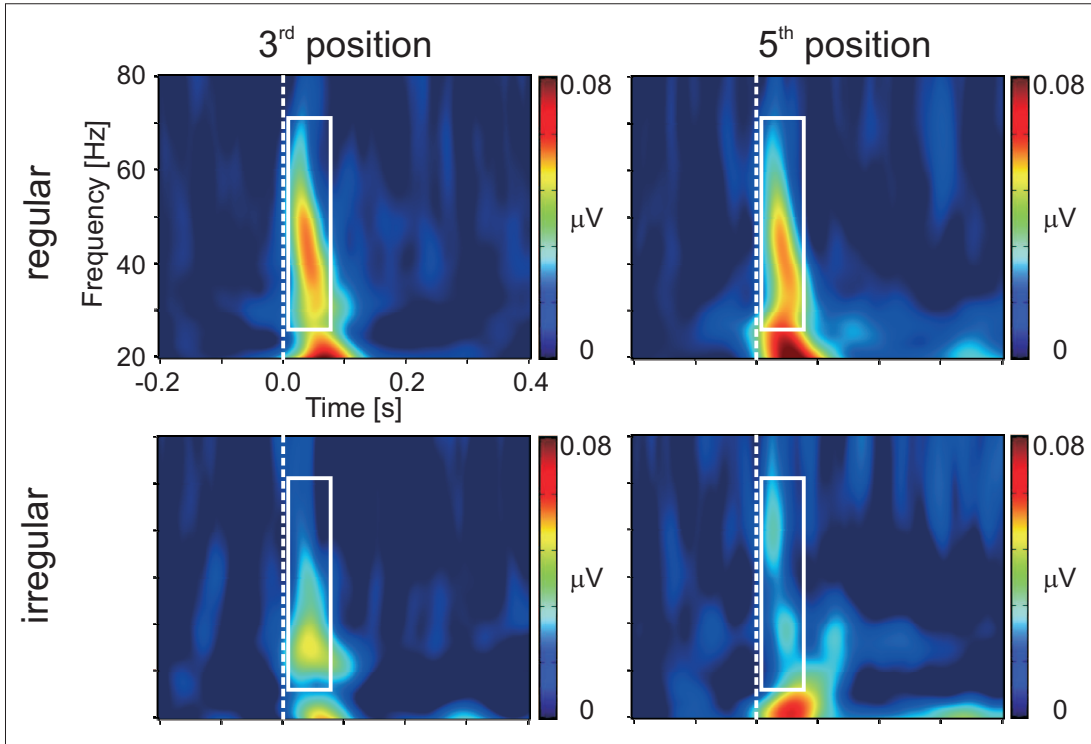 3rd position
5th position
regular
Frequency [Hz]
80
60
40
20
-0.2
0.0
0.2
0.4
Time [s]
0.08
μV
0
0.08
μV
0
irregular
0.08
μV
0
0.08
μV
0